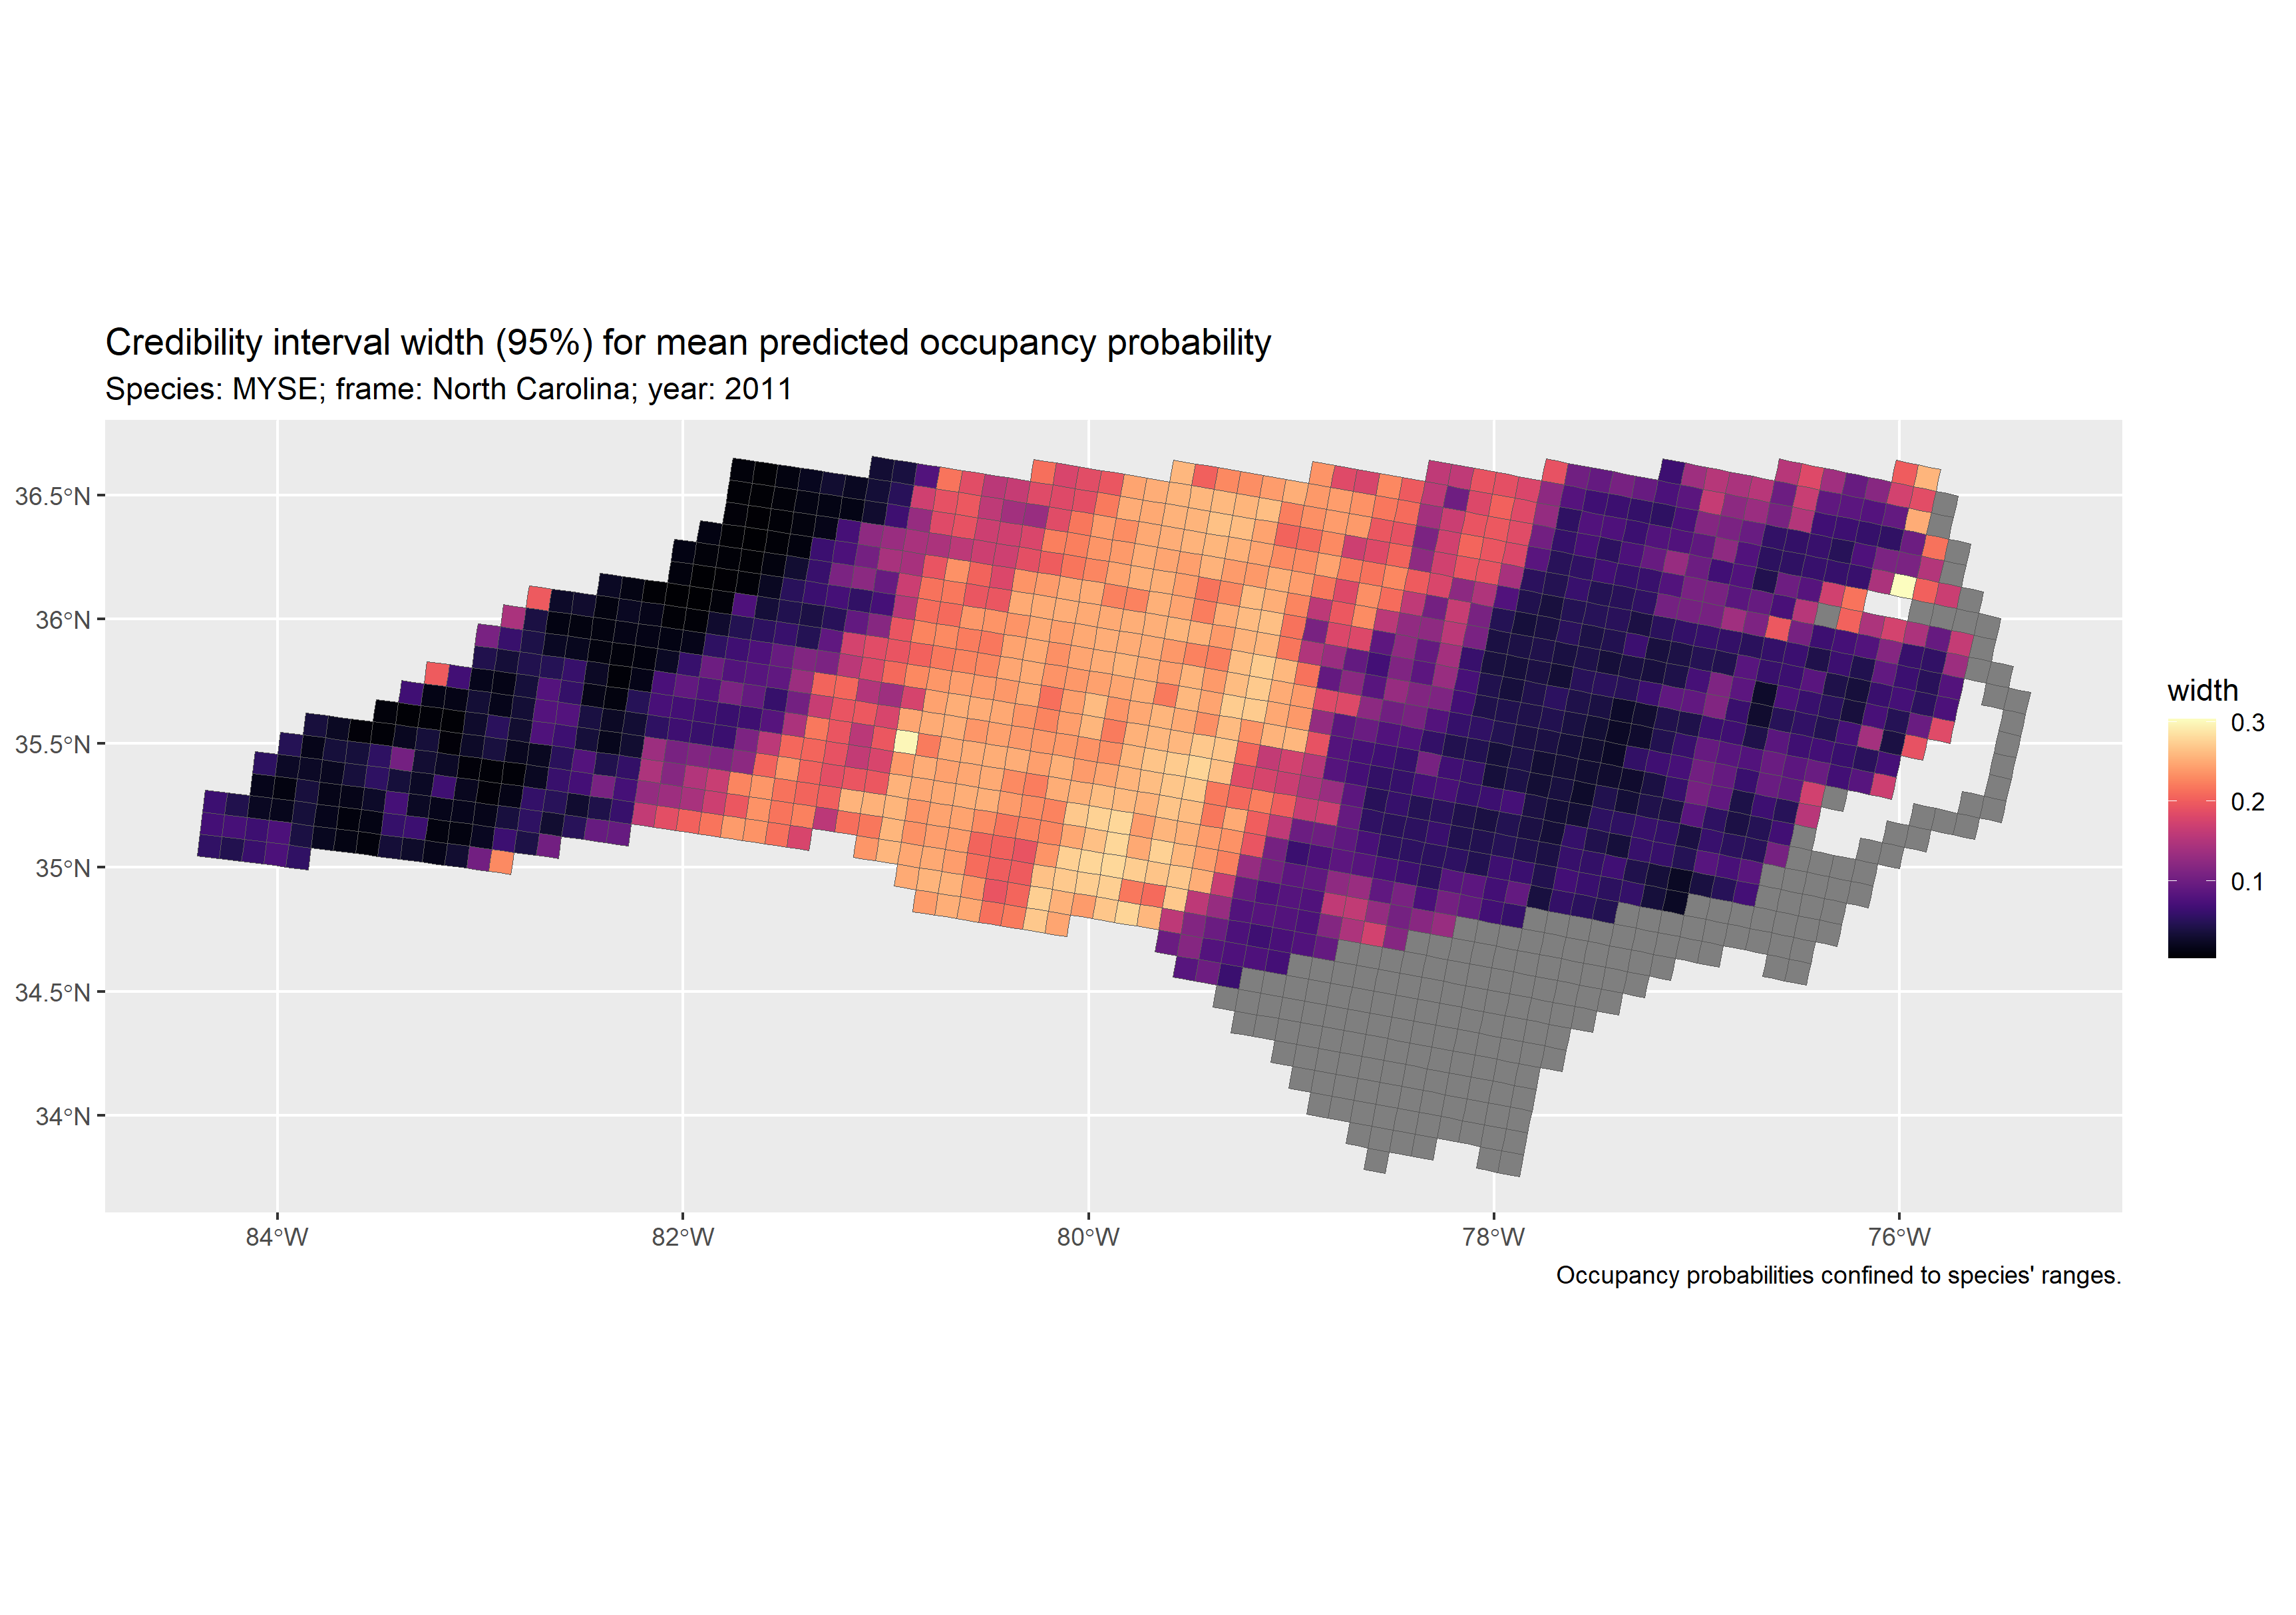 Credibility interval width (95%) for mean predicted occupancy probability
Species: MYSE; frame: North Carolina; year: 2011
36.5°N
36°N
35.5°N
35°N
34.5°N
34°N
84°W
82°W
80°W
78°W
76°W
width
0.3
0.2
0.1
Occupancy probabilities confined to species' ranges.